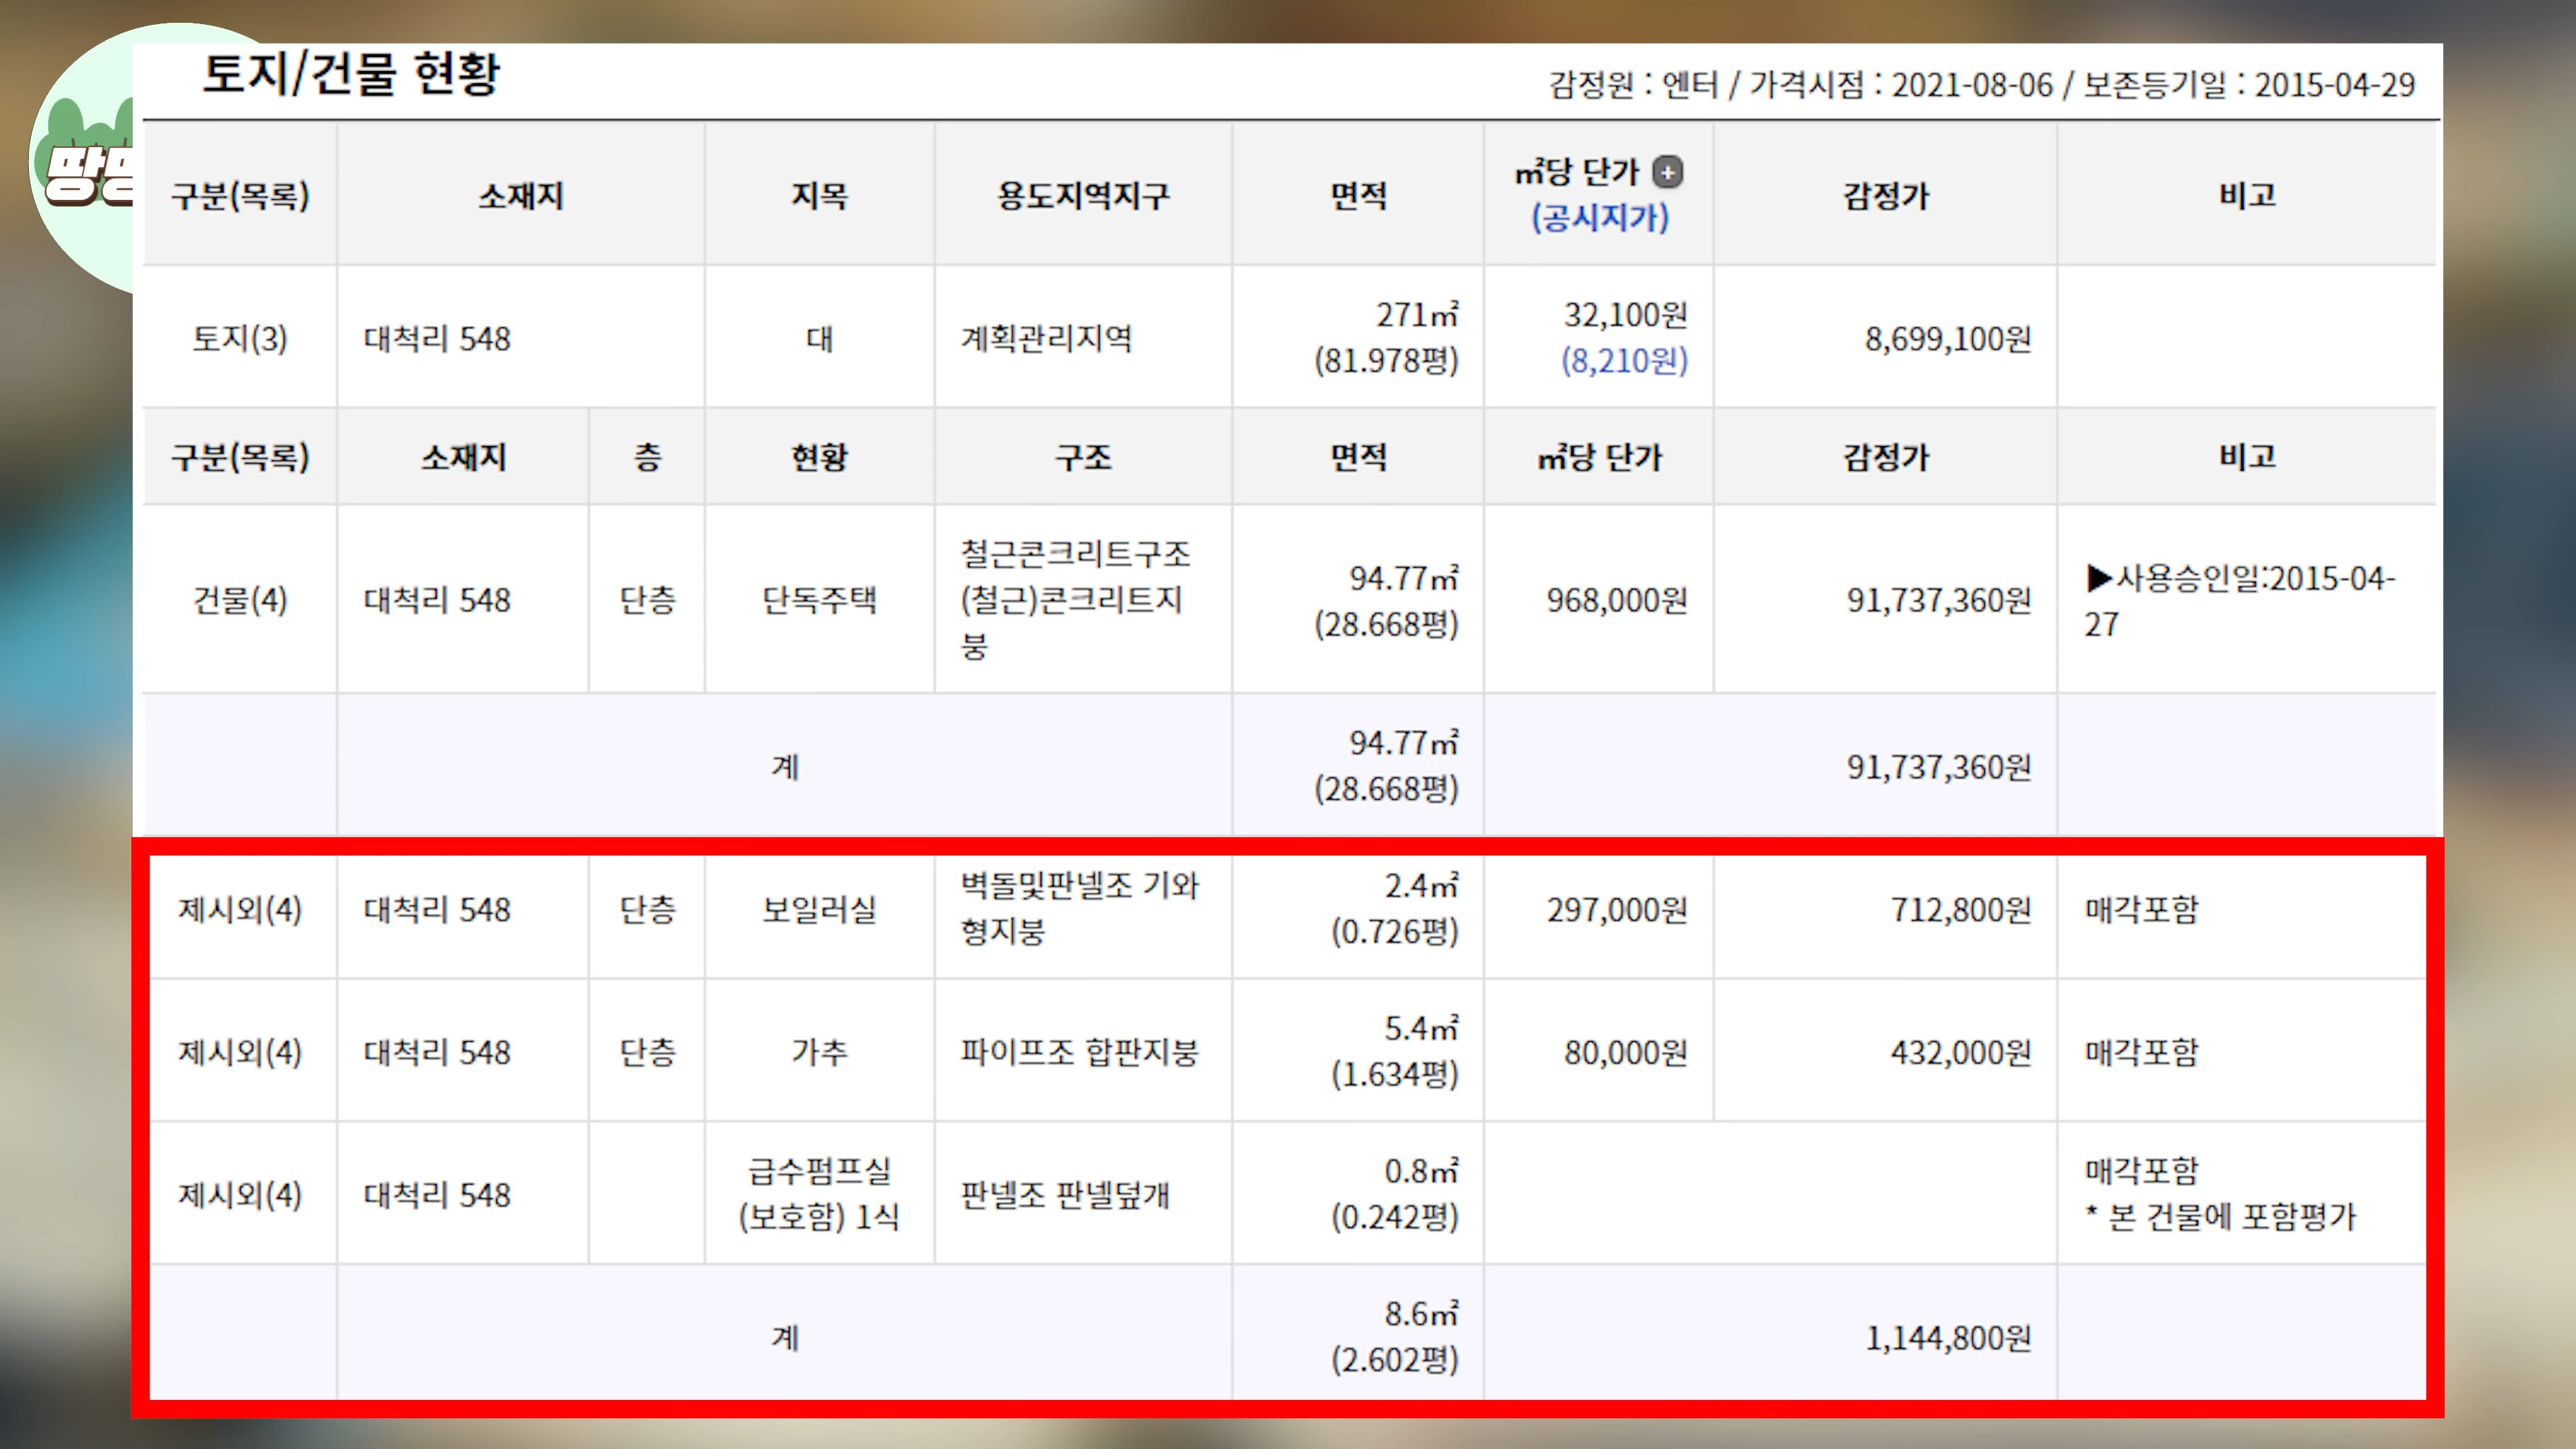 땅땅
토지/건물 현황
감정원 : 엔터 / 가격시점 : 2021-08-06 / 보존등기일 : 2015-04-29
구분(목록) 소재지 지목 용도지역지구 면적 ㎡당 단가 (공시지가) 감정가 비고
토지(3) 대척리 548 대 계획관리지역 271㎡ (81.978평) 32,100원 (8,210원) 8,699,100원
구분(목록) 소재지 층 현황 구조 면적 ㎡당 단가 감정가 비고
건물(4) 대척리 548 단층 단독주택 철근콘크리트구조 (철근)콘크리트지붕 94.77㎡ (28.668평) 968,000원 91,737,360원 ▶사용승인일:2015-04-27
계 94.77㎡ (28.668평) 91,737,360원
제시외(4) 대척리 548 단층 보일러실 벽돌및판넬조 기와형지붕 2.4㎡ (0.726평) 297,000원 712,800원 매각포함
제시외(4) 대척리 548 단층 가추 파이프조 합판지붕 5.4㎡ (1.634평) 80,000원 432,000원 매각포함
제시외(4) 대척리 548 급수펌프실 (보호함) 1식 판넬조 판넬덮개 0.8㎡ (0.242평) 매각포함 * 본 건물에 포함평가
계 8.6㎡ (2.602평) 1,144,800원